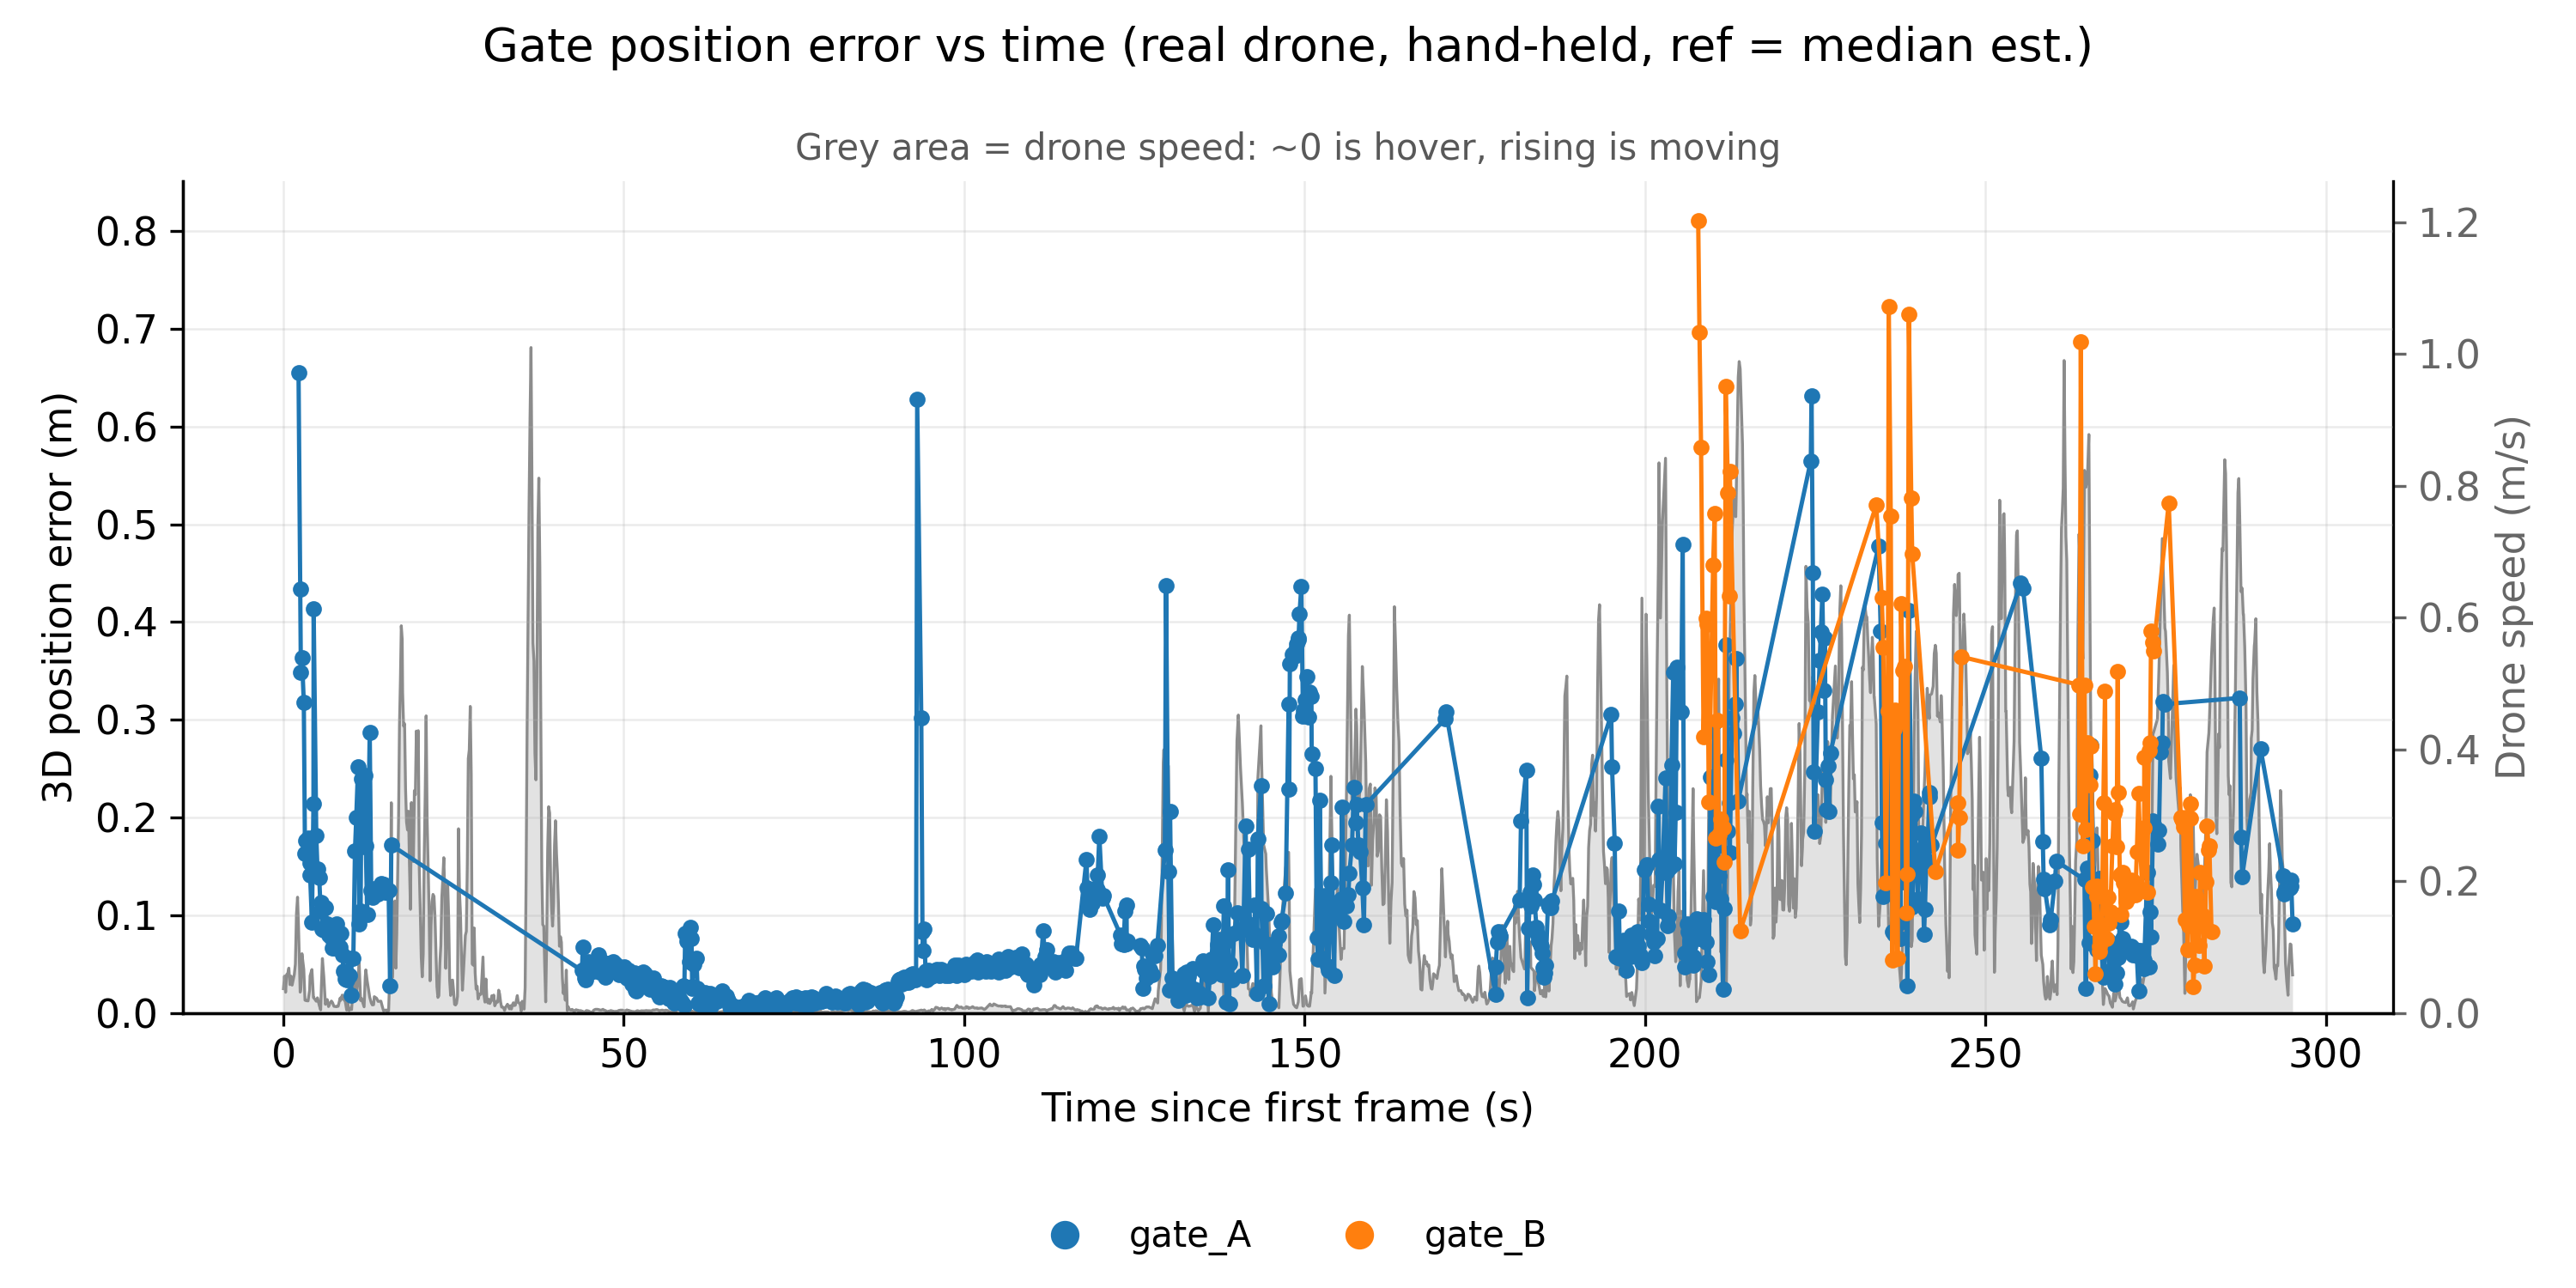 Gate position error vs time (real drone, hand-held, ref = median est.)
Grey area = drone speed: ~0 is hover, rising is moving
3D position error (m)
0.8
0.7
0.6
0.5
0.4
0.3
0.2
0.1
0.0
1.2
1.0
0.8
0.6
0.4
0.2
0.0
Drone speed (m/s)
0 50 100 150 200 250 300
Time since first frame (s)
gate_A gate_B